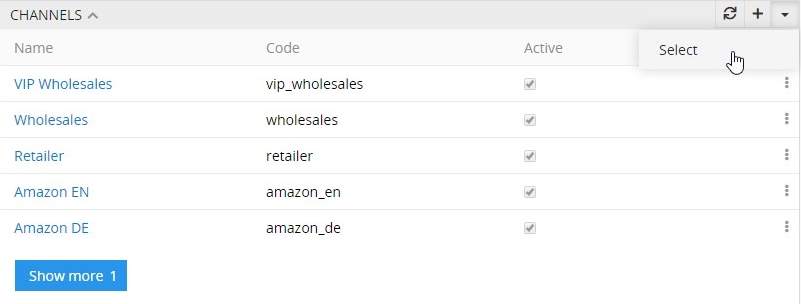 CHANNELS
Select
Name Code Active
VIP Wholesales vip_wholesales
Wholesales wholesales
Retailer retailer
Amazon EN amazon_en
Amazon DE amazon_de
Show more 1